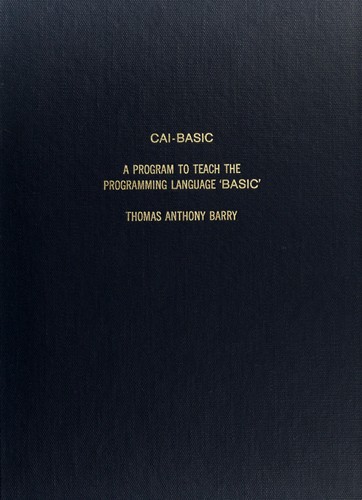 CAI-BASIC
A PROGRAM TO TEACH THE
PROGRAMMING LANGUAGE 'BASIC'
THOMAS ANTHONY BARRY